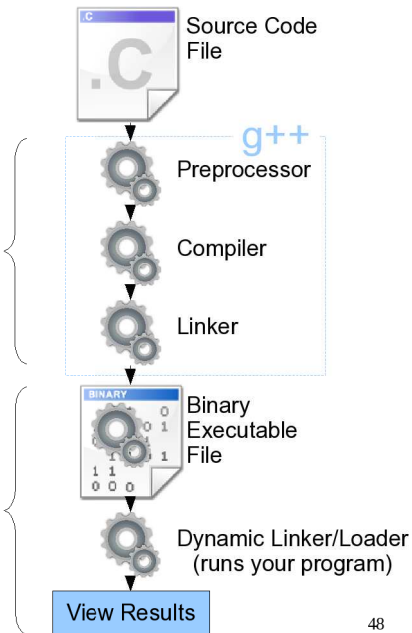 .C
.C
Source Code
File
g++
Preprocessor
Compiler
Linker
BINARY
0
0 1
1
1 1
0 0 0
Binary
Executable
File
Dynamic Linker/Loader
(runs your program)
View Results
48